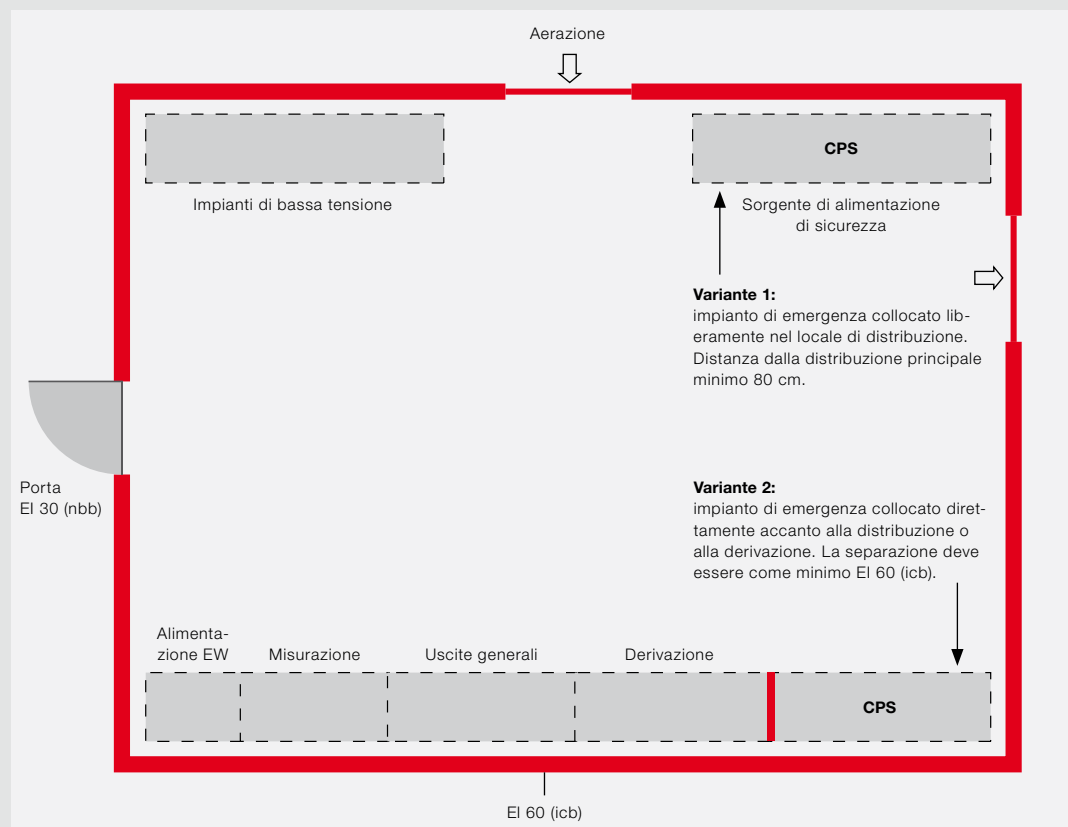 Aerazione
CPS
Impianti di bassa tensione
Sorgente di alimentazione
di sicurezza
Variante 1:
impianto di emergenza collocato lib-
eramente nel locale di distribuzione.
Distanza dalla distribuzione principale
minimo 80 cm.
Porta
EI 30 (nbb)
Variante 2:
impianto di emergenza collocato diret-
tamente accanto alla distribuzione o
alla derivazione. La separazione deve
essere come minimo EI 60 (icb).
Alimenta-
zione EW
Misurazione
Uscite generali
Derivazione
CPS
EI 60 (icb)